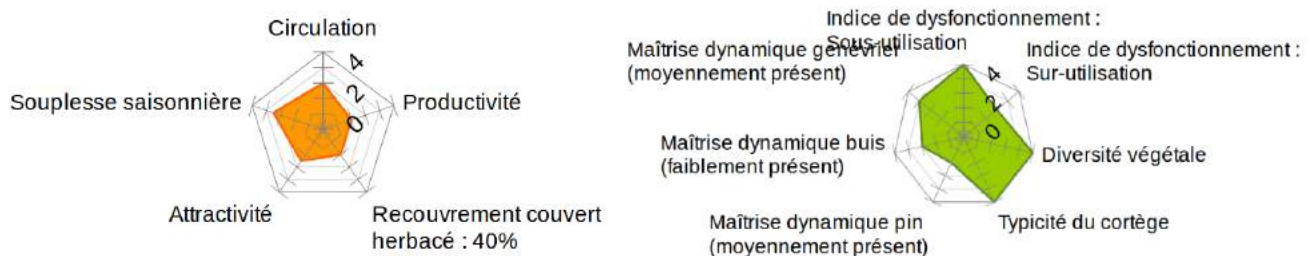 Circulation
4
2
0
Souplesse saisonnière
Productivité
Attractivité
Recouvrement couvert
herbacé : 40%
Indice de dysfonctionnement :
Sous-utilisation
Maîtrise dynamique genévrier
(moyennement présent)
Indice de dysfonctionnement :
Sur-utilisation
4
2
0
Maîtrise dynamique buis
(faiblement présent)
Diversité végétale
Maîtrise dynamique pin
(moyennement présent)
Typicité du cortège